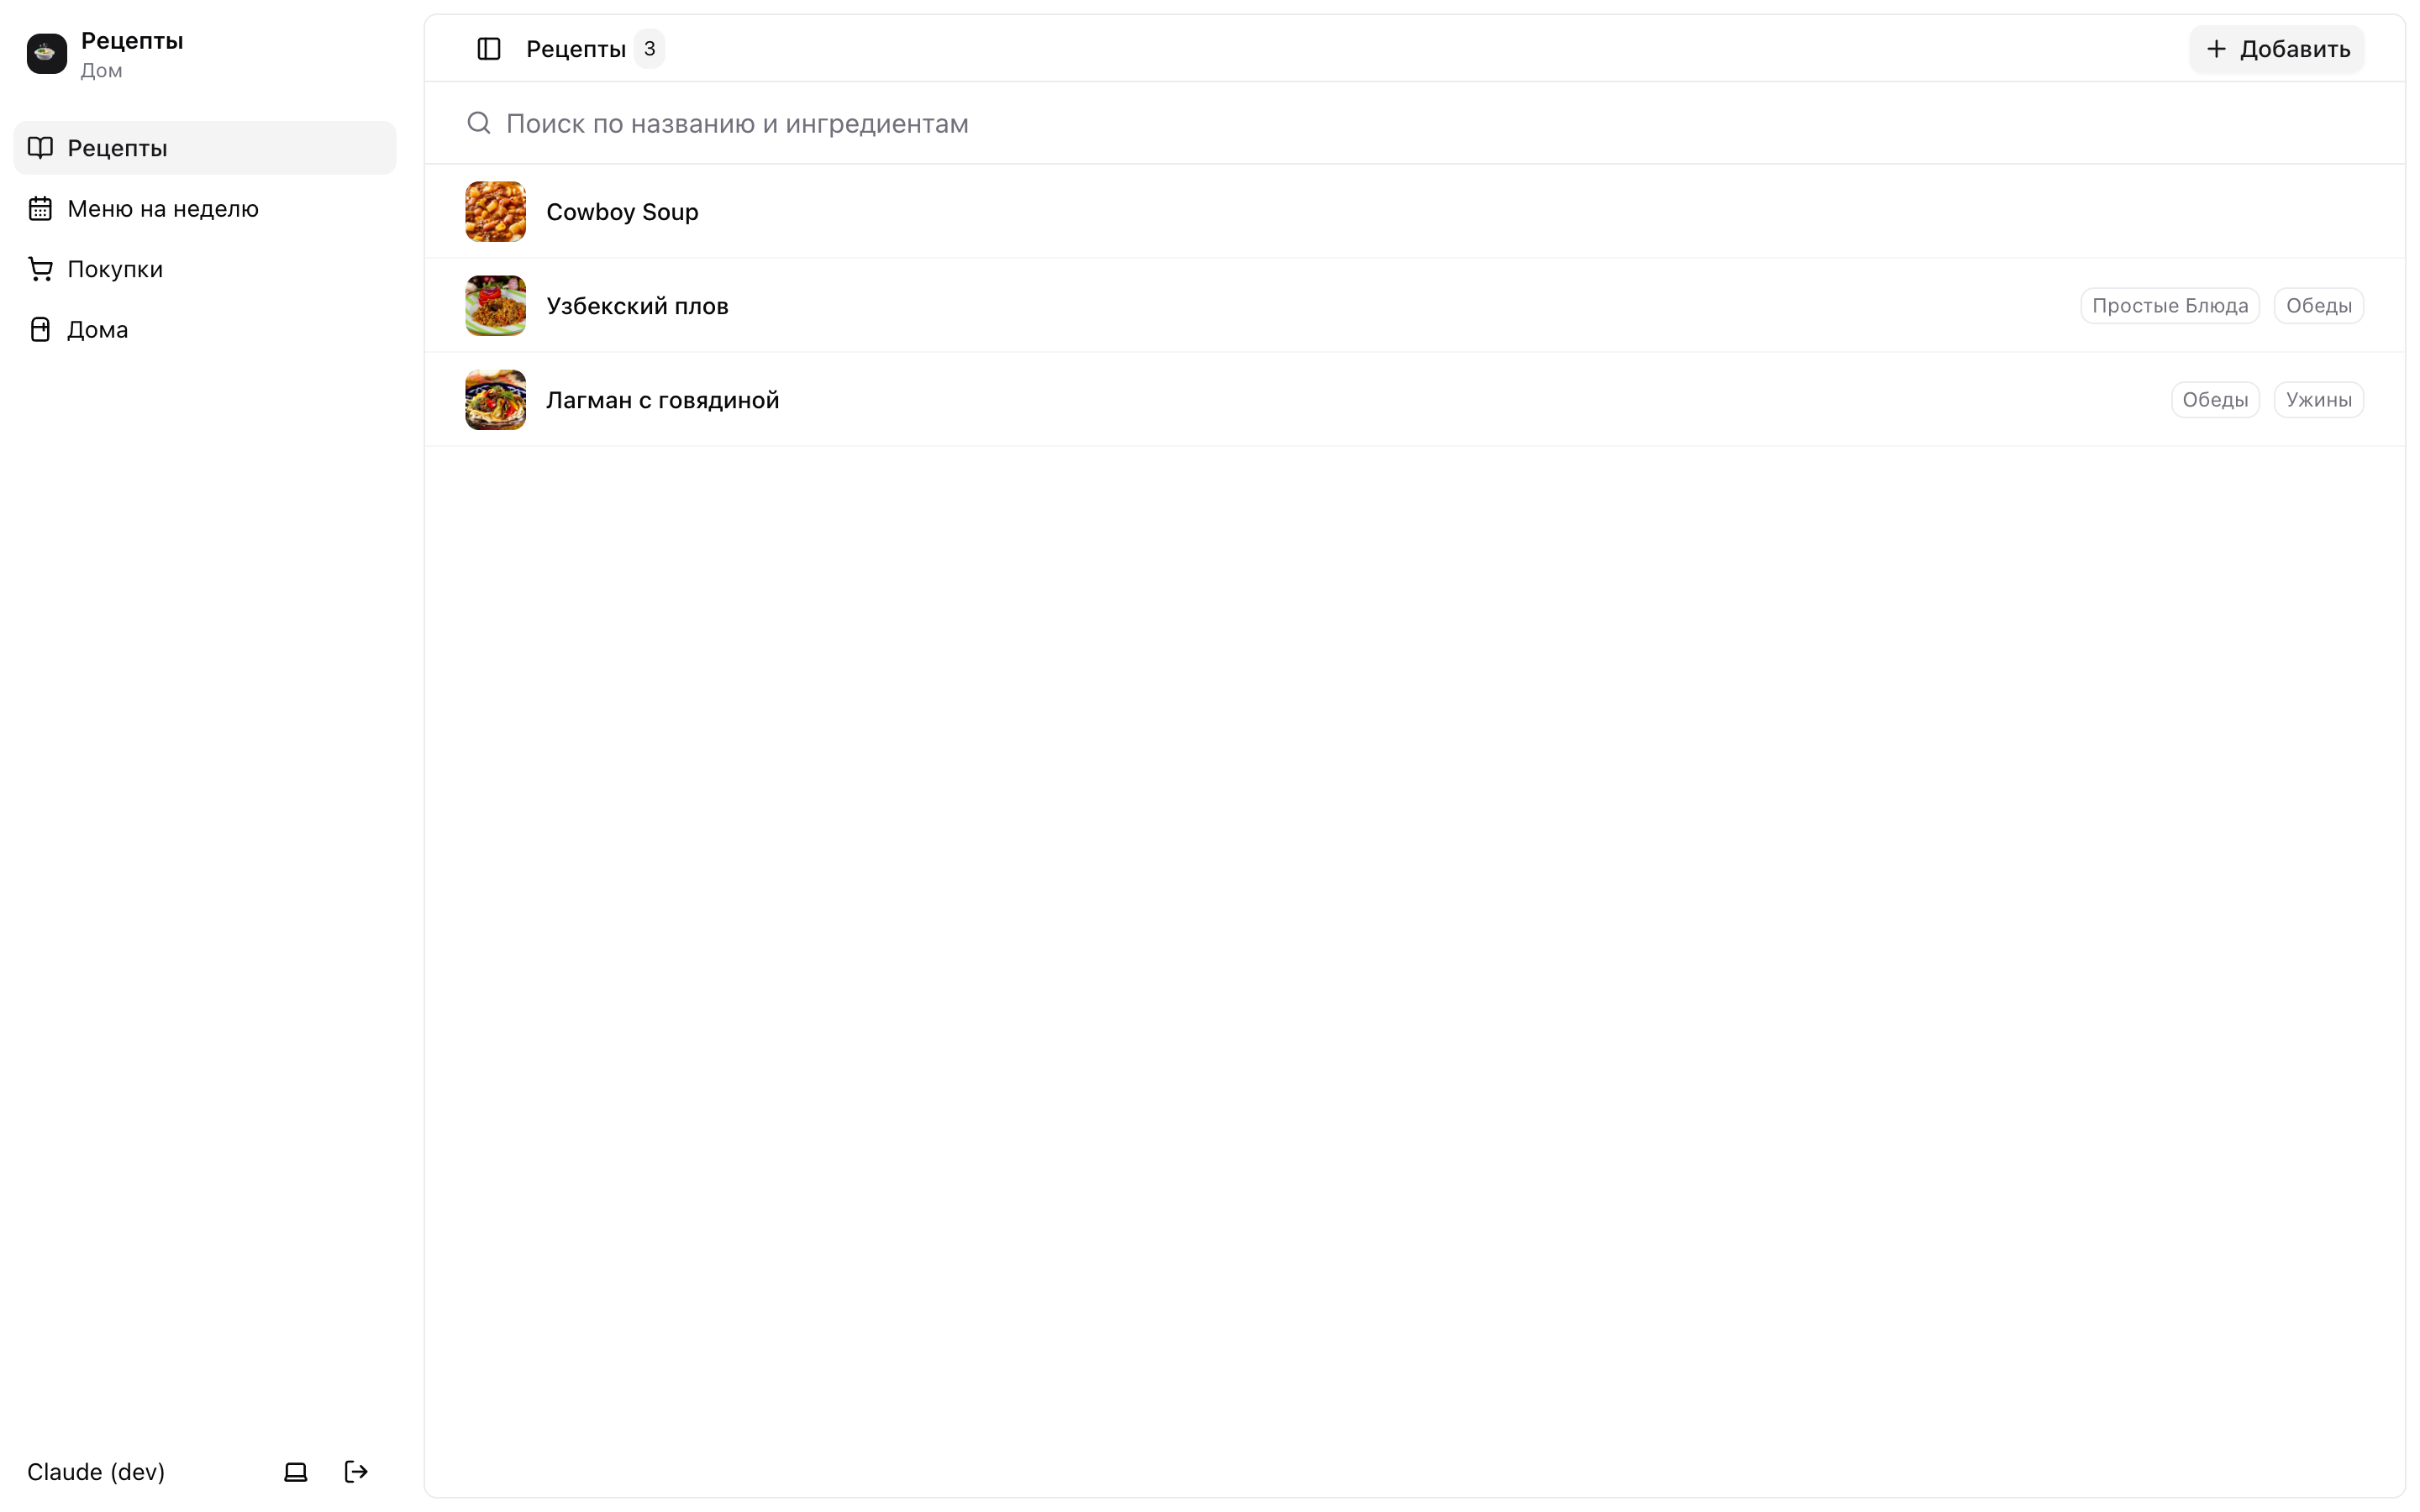 Рецепты
Дом
Рецепты
Меню на неделю
Покупки
Дома
Claude (dev)
Рецепты 3
Добавить
Поиск по названию и ингредиентам
Cowboy Soup
Узбекский плов
Простые Блюда
Обеды
Лагман с говядиной
Обеды
Ужины